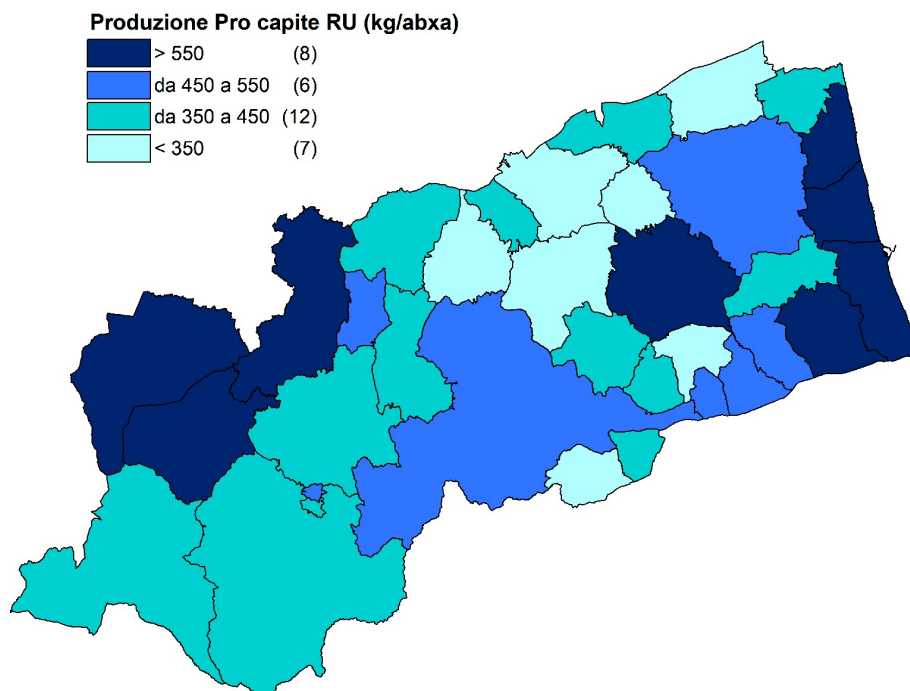 Produzione Pro capite RU (kg/abxa)
> 550 (8)
da 450 a 550 (6)
da 350 a 450 (12)
< 350 (7)